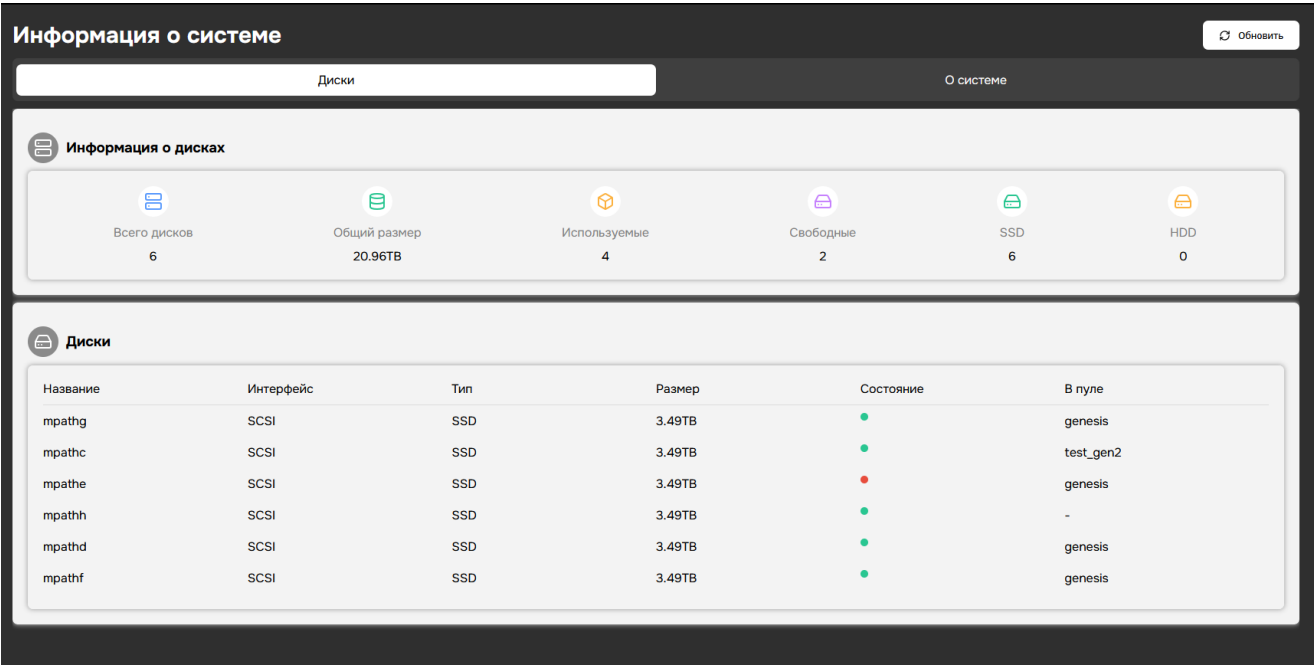 Информация о системе
Обновить
Диски О системе
Информация о дисках
Всего дисков Общий размер Используемые Свободные SSD HDD
6 20.96TB 4 2 6 0
Диски
Название Интерфейс Тип Размер Состояние В пуле
mpathg SCSI SSD 3.49TB genesis
mpathc SCSI SSD 3.49TB test_gen2
mpathe SCSI SSD 3.49TB genesis
mpathh SCSI SSD 3.49TB -
mpathd SCSI SSD 3.49TB genesis
mpathf SCSI SSD 3.49TB genesis